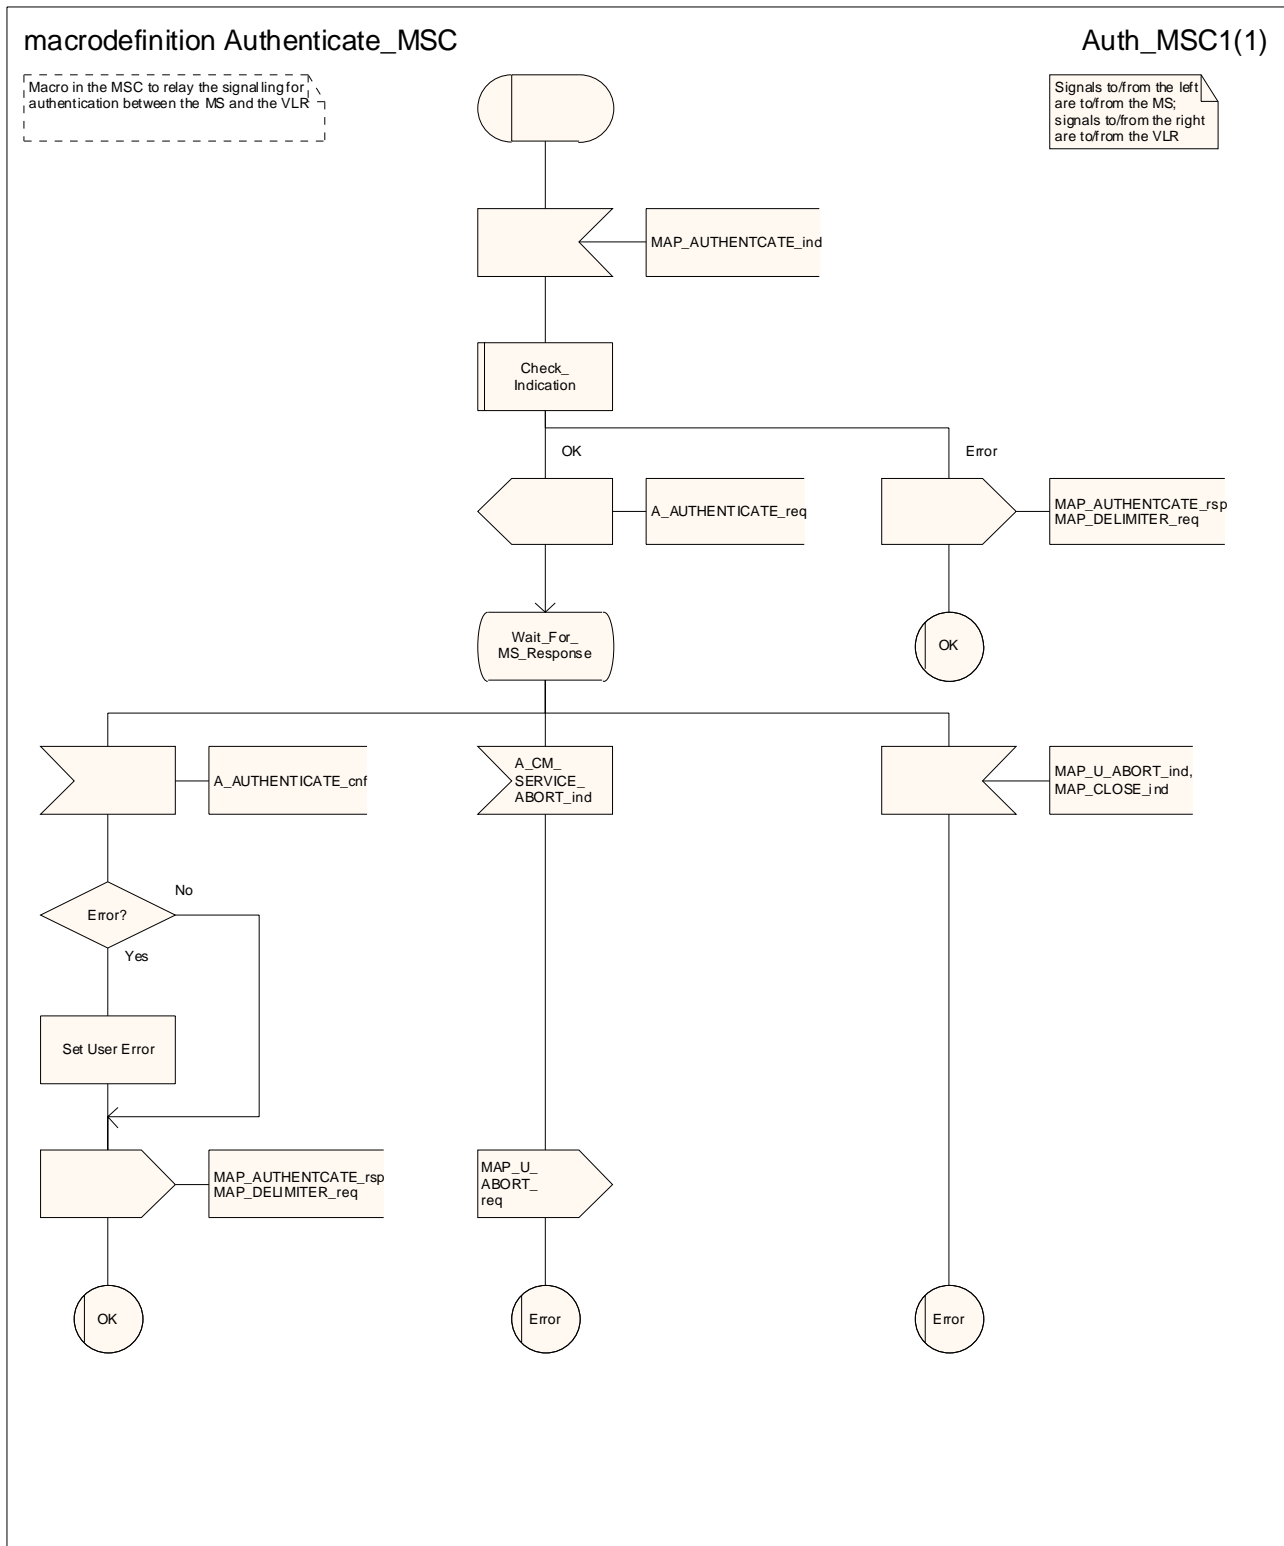 macrodefinition Authenticate_MSC
Auth_MSC1(1)
Macro in the MSC to relay the signalling for
authentication between the MS and the VLR
Signals to/from the left
are to/from the MS;
signals to/from the right
are to/from the VLR
MAP_AUTHENTCATE_ind
Check_
Indication
OK
Error
A_AUTHENTICATE_req
MAP_AUTHENTCATE_rsp
MAP_DELIMITER_req
Wait_For_
MS_Response
OK
A_AUTHENTICATE_cnf
A_CM_
SERVICE_
ABORT_ind
MAP_U_ABORT_ind,
MAP_CLOSE_ind
No
Error?
Yes
Set User Error
MAP_AUTHENTCATE_rsp
MAP_DELIMITER_req
MAP_U_
ABORT_
req
OK
Error
Error